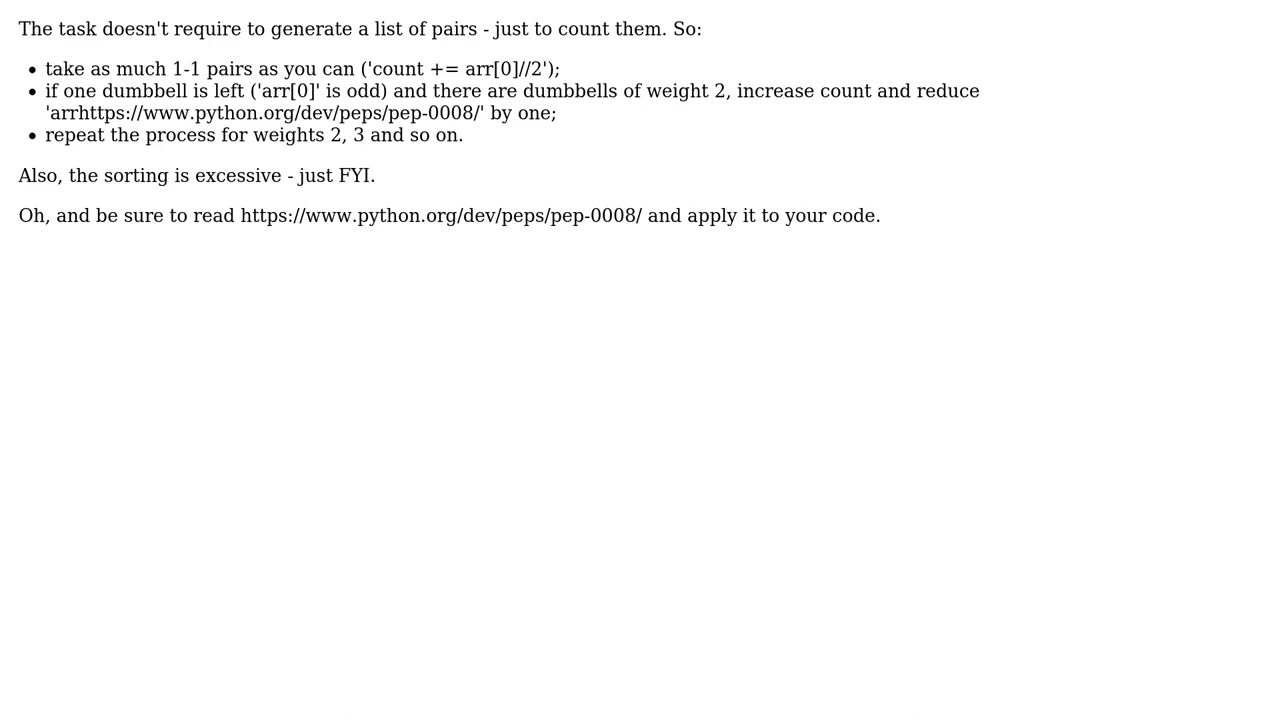 The task doesn't require to generate a list of pairs - just to count them. So:
• take as much 1-1 pairs as you can ('count += arr[0]//2');
• if one dumbbell is left ('arr[0]' is odd) and there are dumbbells of weight 2, increase count and reduce
'arrhttps://www.python.org/dev/peps/pep-0008/' by one;
• repeat the process for weights 2, 3 and so on.
Also, the sorting is excessive - just FYI.
Oh, and be sure to read https://www.python.org/dev/peps/pep-0008/ and apply it to your code.